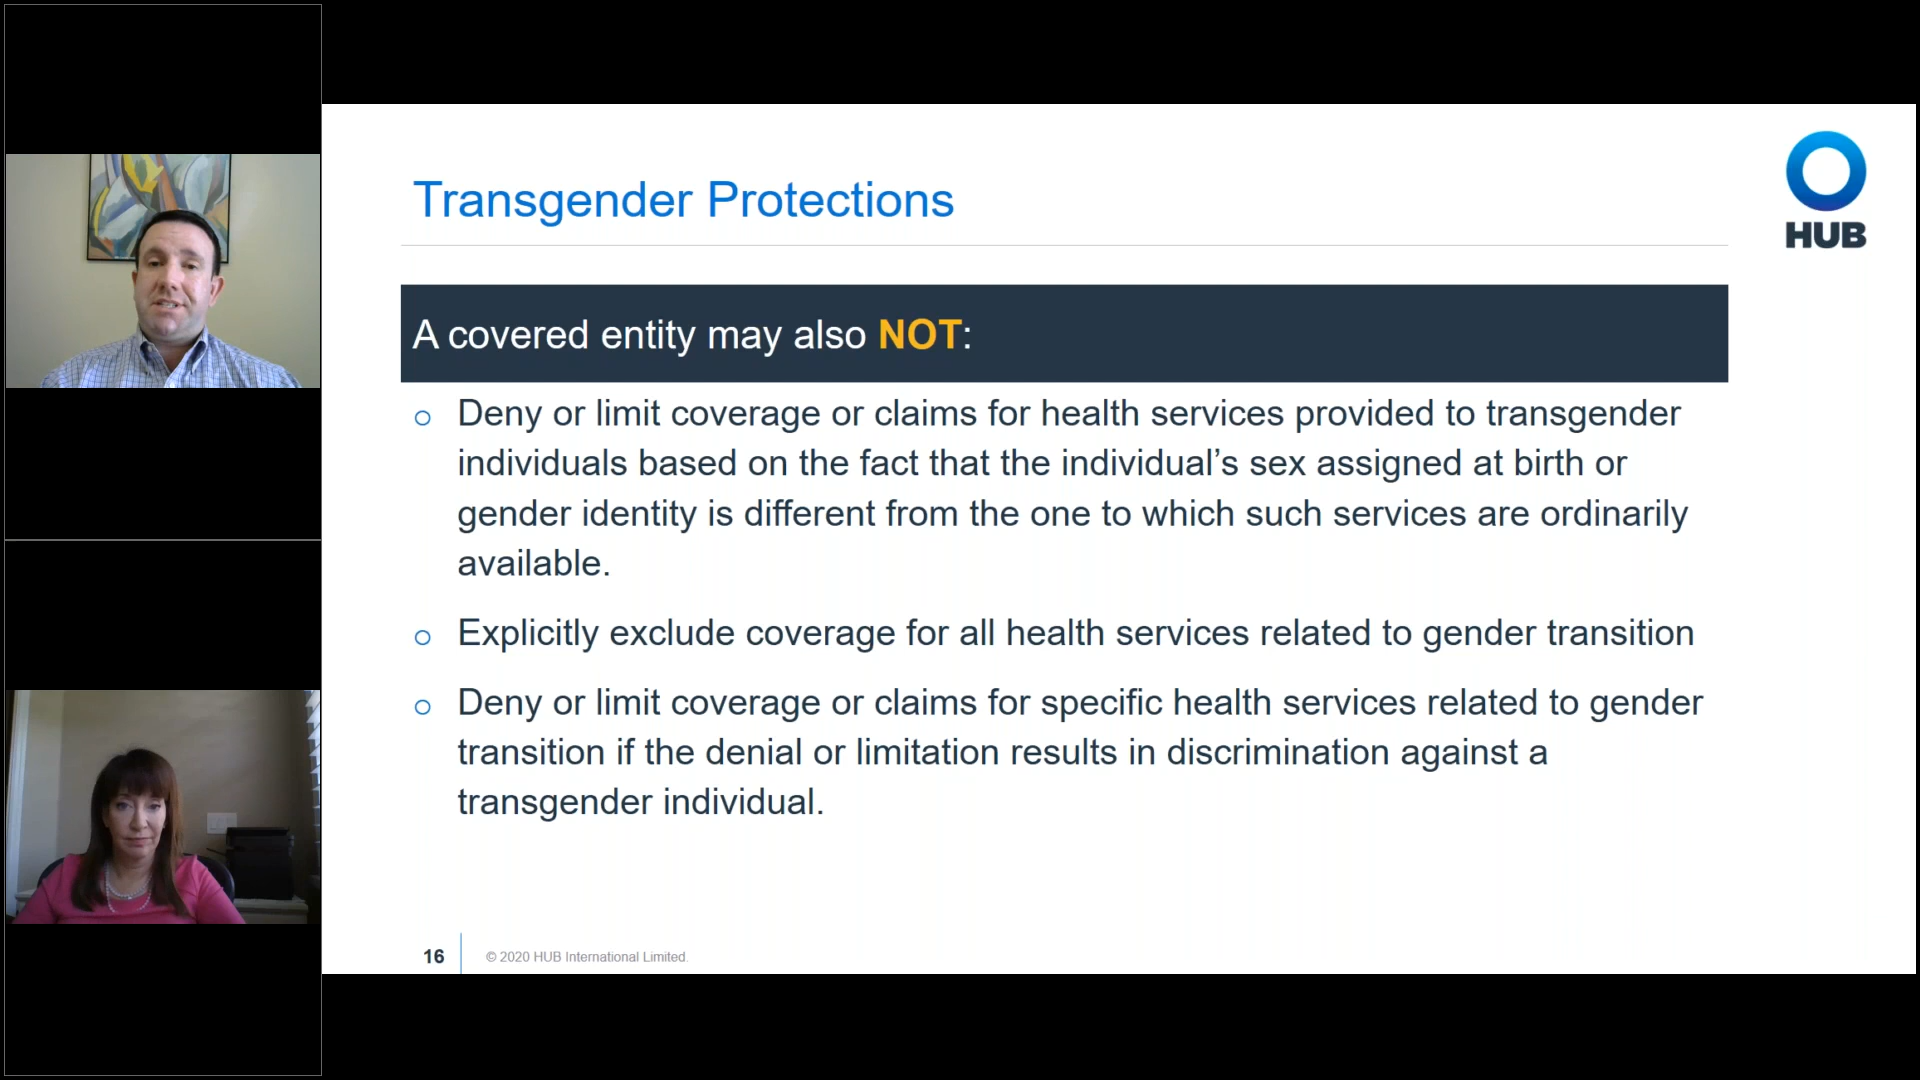 Transgender Protections
HUB
A covered entity may also NOT:
Deny or limit coverage or claims for health services provided to transgender
individuals based on the fact that the individual’s sex assigned at birth or
gender identity is different from the one to which such services are ordinarily
available.
Explicitly exclude coverage for all health services related to gender transition
Deny or limit coverage or claims for specific health services related to gender
transition if the denial or limitation results in discrimination against a
transgender individual.
16
© 2020 HUB International Limited.